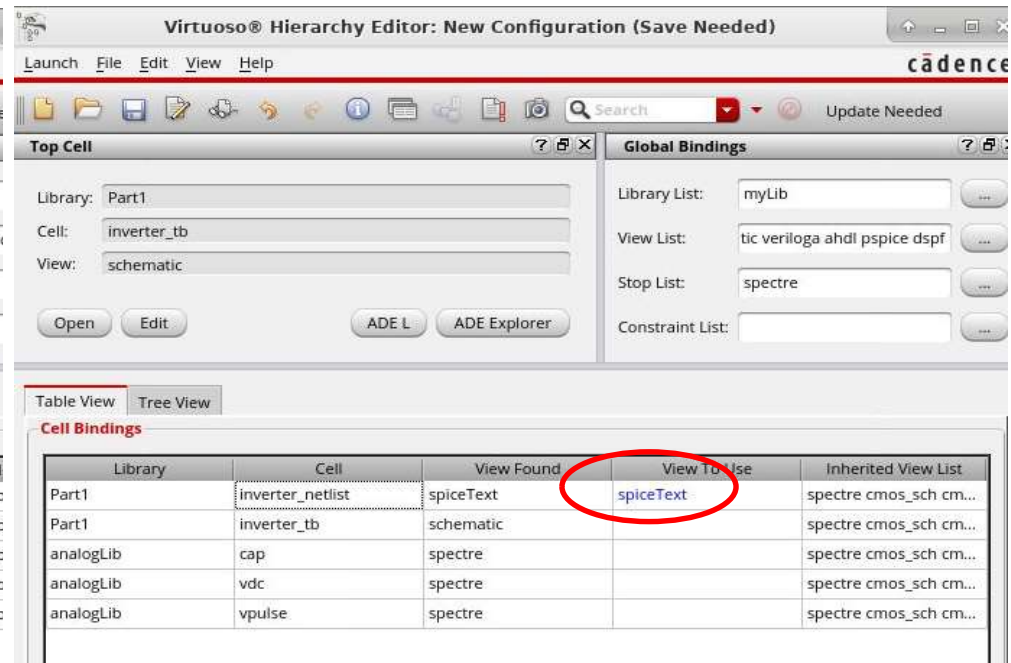 Virtuoso® Hierarchy Editor: New Configuration (Save Needed)
Launch File Edit View Help
cādence
Search
Update Needed
Top Cell
Library: Part1
Cell: inverter_tb
View: schematic
Open Edit ADE L ADE Explorer
Global Bindings
Library List: myLib ...
View List: tic veriloga ahdl pspice dspf ...
Stop List: spectre ...
Constraint List: ...
Table View Tree View
Cell Bindings
Library Cell View Found View To Use Inherited View List
Part1 inverter_netlist spiceText spiceText spectre cmos_sch cm...
Part1 inverter_tb schematic spectre cmos_sch cm...
analogLib cap spectre spectre cmos_sch cm...
analogLib vdc spectre spectre cmos_sch cm...
analogLib vpulse spectre spectre cmos_sch cm...